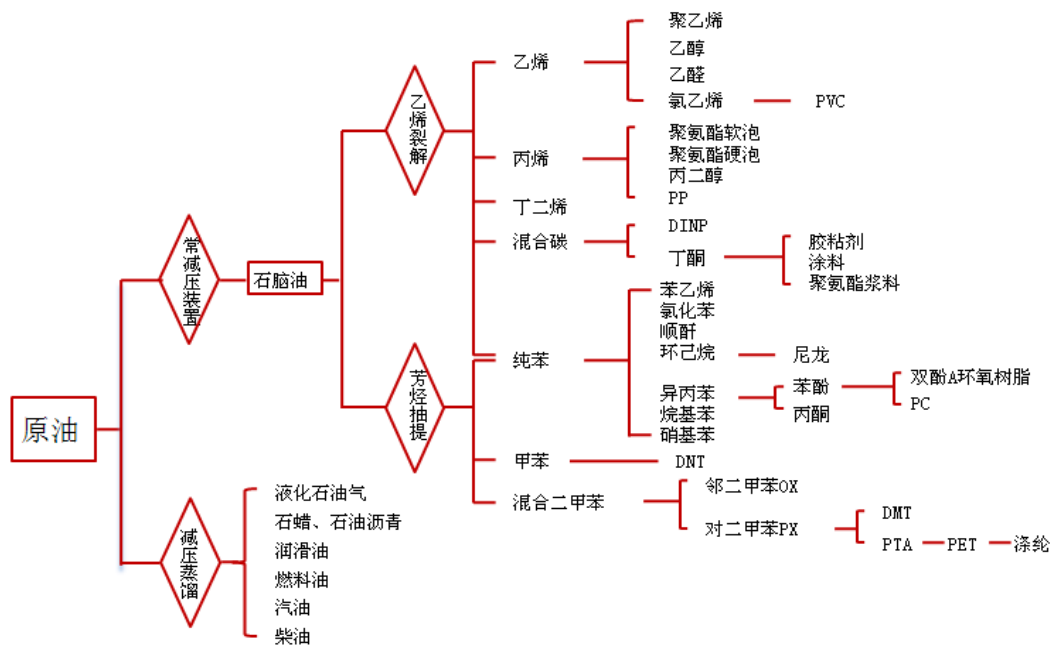 原油
常减压装置
减压蒸馏
石脑油
液化石油气
石蜡、石油沥青
润滑油
燃料油
汽油
柴油
乙烯裂解
芳烃抽提
乙烯
聚乙烯
乙醇
乙醛
氯乙烯
PVC
丙烯
聚氨酯软泡
聚氨酯硬泡
丙二醇
PP
丁二烯
混合碳
DINP
丁酮
胶粘剂
涂料
聚氨酯浆料
纯苯
苯乙烯
氯化苯
顺酐
环己烷
尼龙
异丙苯
苯酚
双酚A环氧树脂
PC
丙酮
烷基苯
硝基苯
甲苯
DNT
混合二甲苯
邻二甲苯OX
对二甲苯PX
DMT
PTA
PET
涤纶